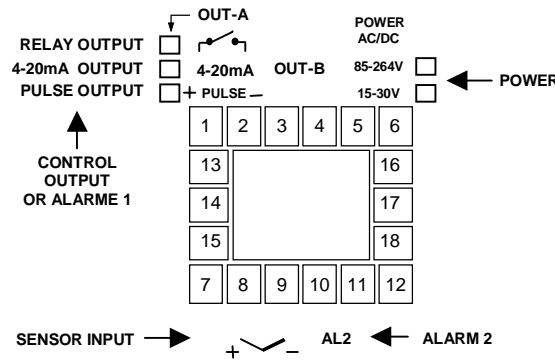 OUT-A
POWER
AC/DC
RELAY OUTPUT
4-20mA OUTPUT
4-20mA
OUT-B
85-264V
POWER
PULSE OUTPUT
+ PULSE –
15-30V
1 2 3 4 5 6
CONTROL
OUTPUT
OR ALARME 1
13 16
14 17
15 18
7 8 9 10 11 12
SENSOR INPUT
+ –
AL2
ALARM 2